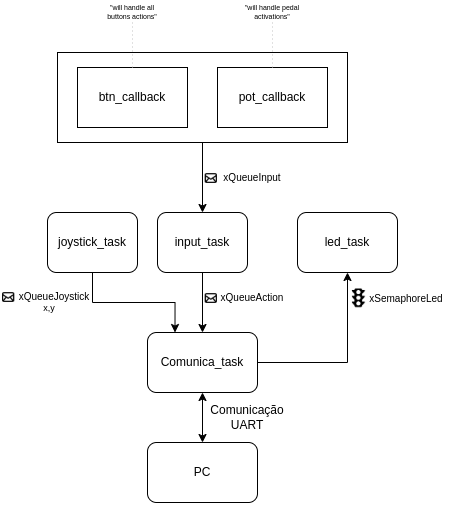 "will handle all
buttons actions"
"will handle pedal
activations"
btn_callback
pot_callback
xQueueInput
joystick_task
input_task
led_task
xQueueJoystick
x,y
xQueueAction
xSemaphoreLed
Comunica_task
Comunicação
UART
PC